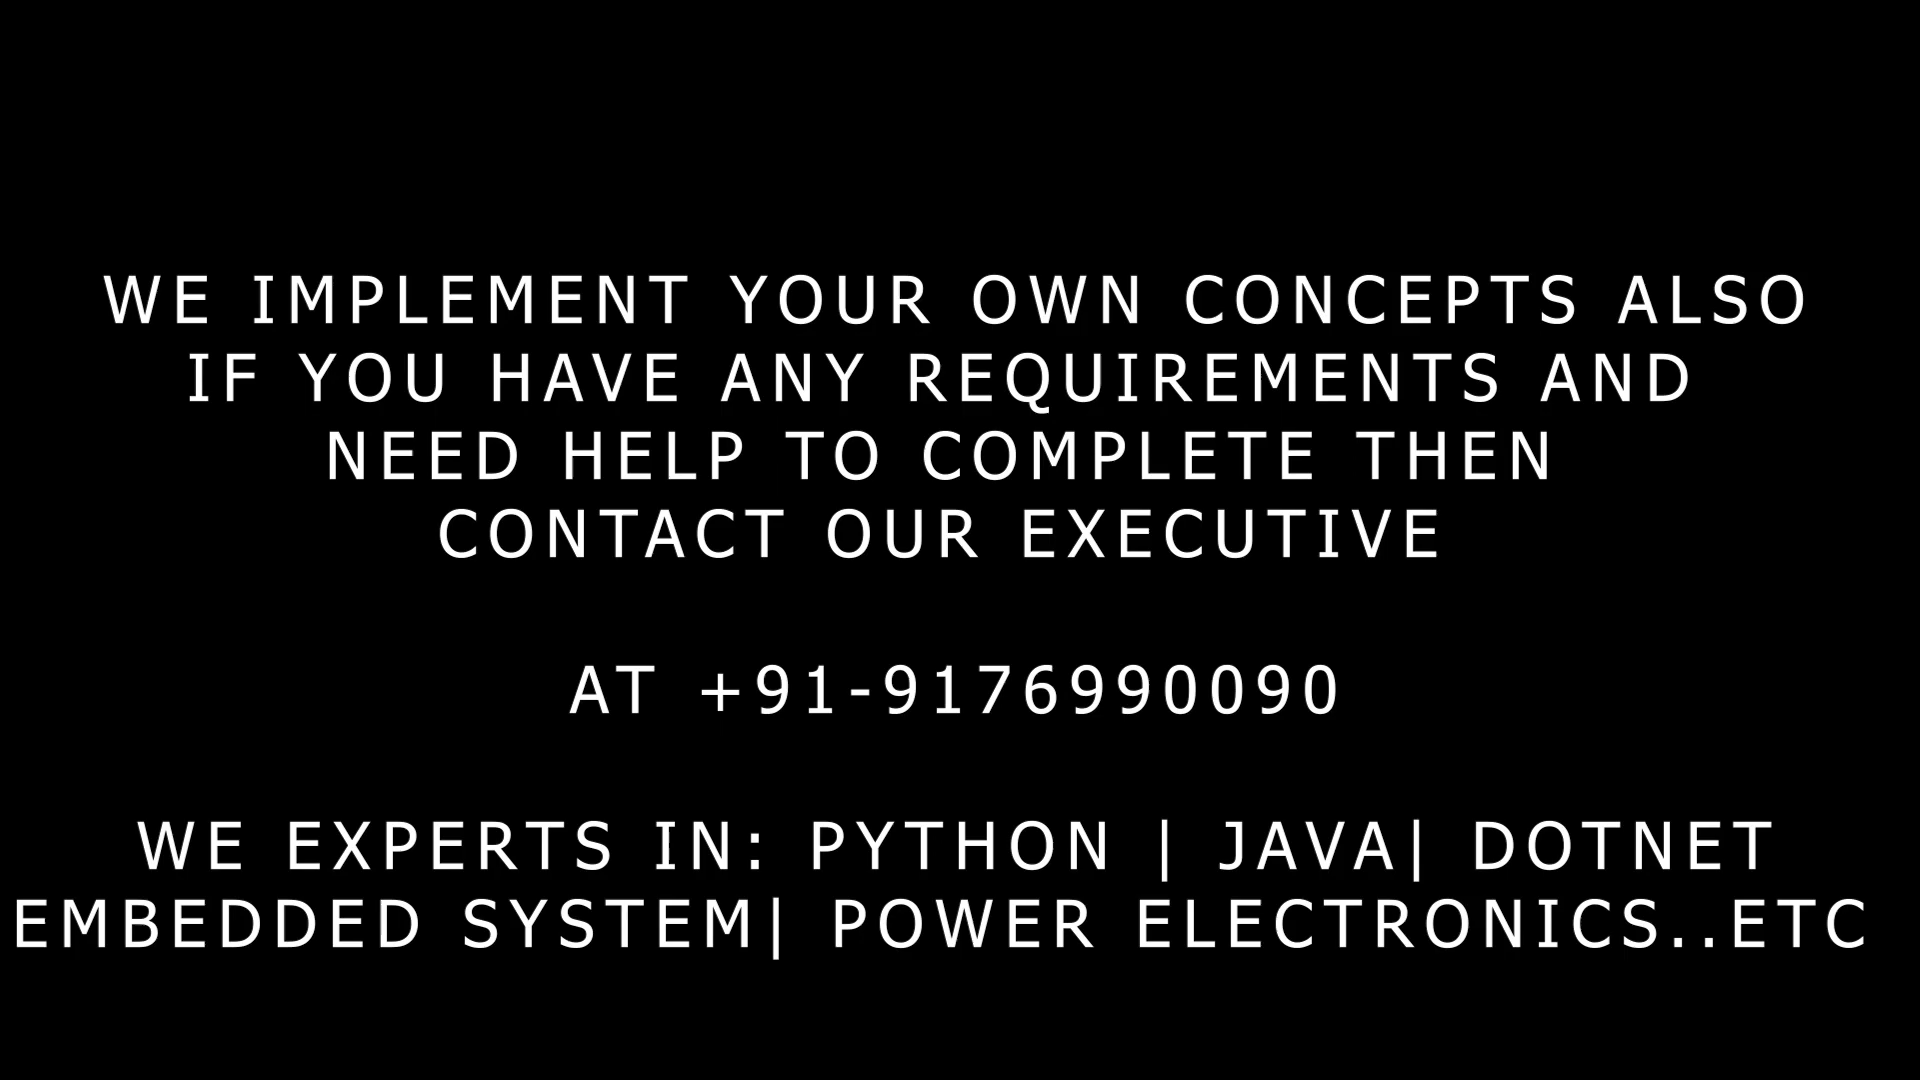 WE IMPLEMENT YOUR OWN CONCEPTS ALSO
IF YOU HAVE ANY REQUIREMENTS AND
NEED HELP TO COMPLETE THEN
CONTACT OUR EXECUTIVE
AT +91-9176990090
WE EXPERTS IN: PYTHON | JAVA| DOTNET
EMBEDDED SYSTEM| POWER ELECTRONICS..ETC